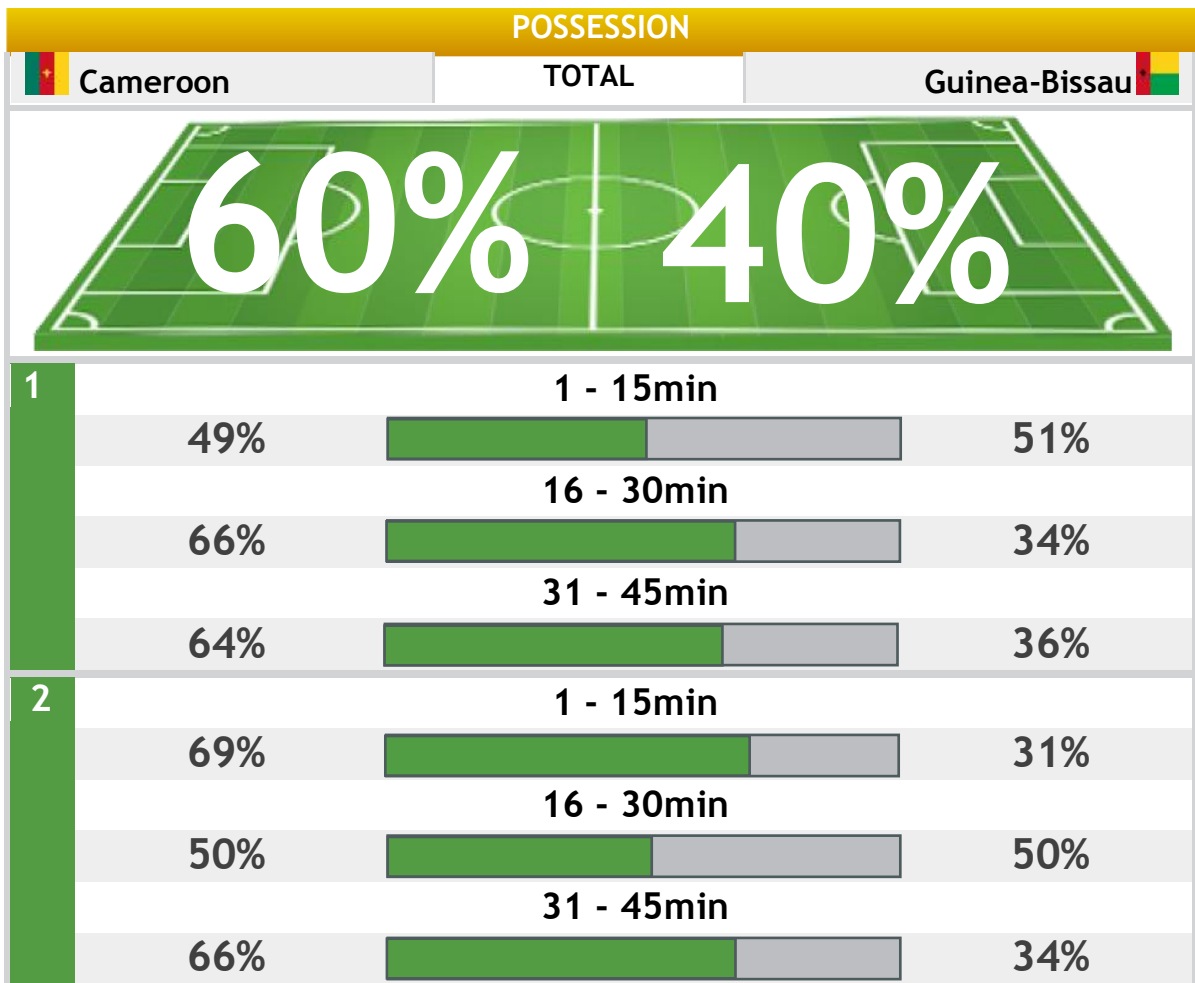 POSSESSION
Cameroon TOTAL Guinea-Bissau
60% 40%
1 1 - 15min
49% 51%
16 - 30min
66% 34%
31 - 45min
64% 36%
2 1 - 15min
69% 31%
16 - 30min
50% 50%
31 - 45min
66% 34%